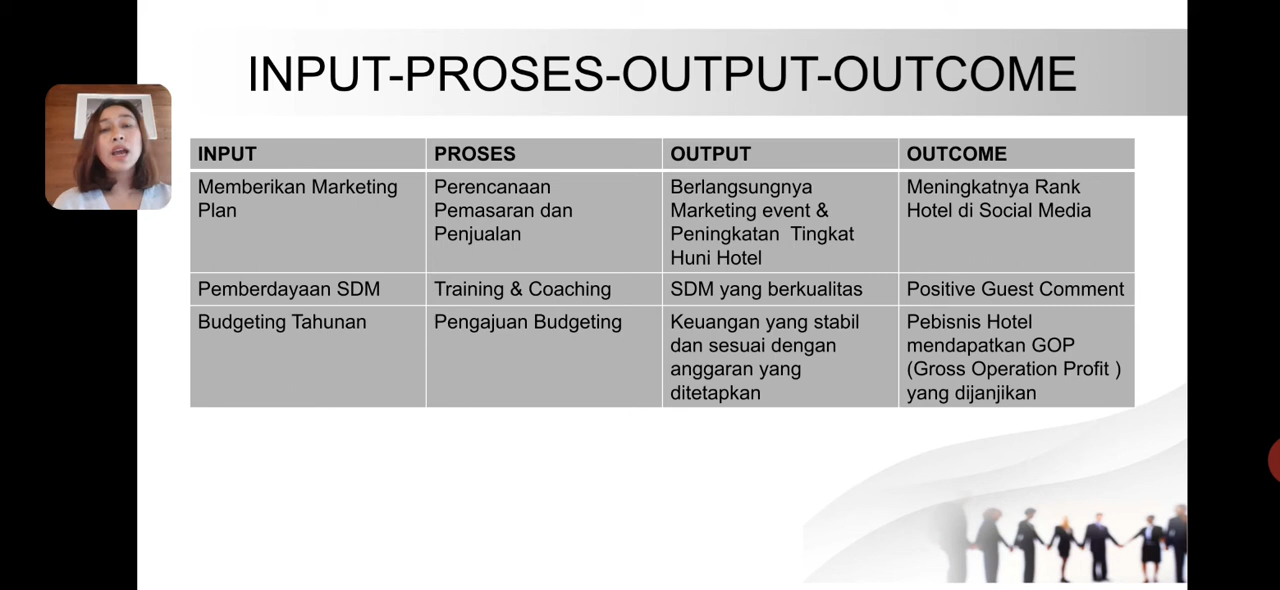 INPUT-PROSES-OUTPUT-OUTCOME
INPUT
PROSES
OUTPUT
OUTCOME
Memberikan Marketing
Plan
Perencanaan
Pemasaran dan
Penjualan
Berlangsungnya
Marketing event &
Peningkatan Tingkat
Huni Hotel
Meningkatnya Rank
Hotel di Social Media
Pemberdayaan SDM
Training & Coaching
SDM yang berkualitas
Positive Guest Comment
Budgeting Tahunan
Pengajuan Budgeting
Keuangan yang stabil
dan sesuai dengan
anggaran yang
ditetapkan
Pebisnis Hotel
mendapatkan GOP
(Gross Operation Profit )
yang dijanjikan